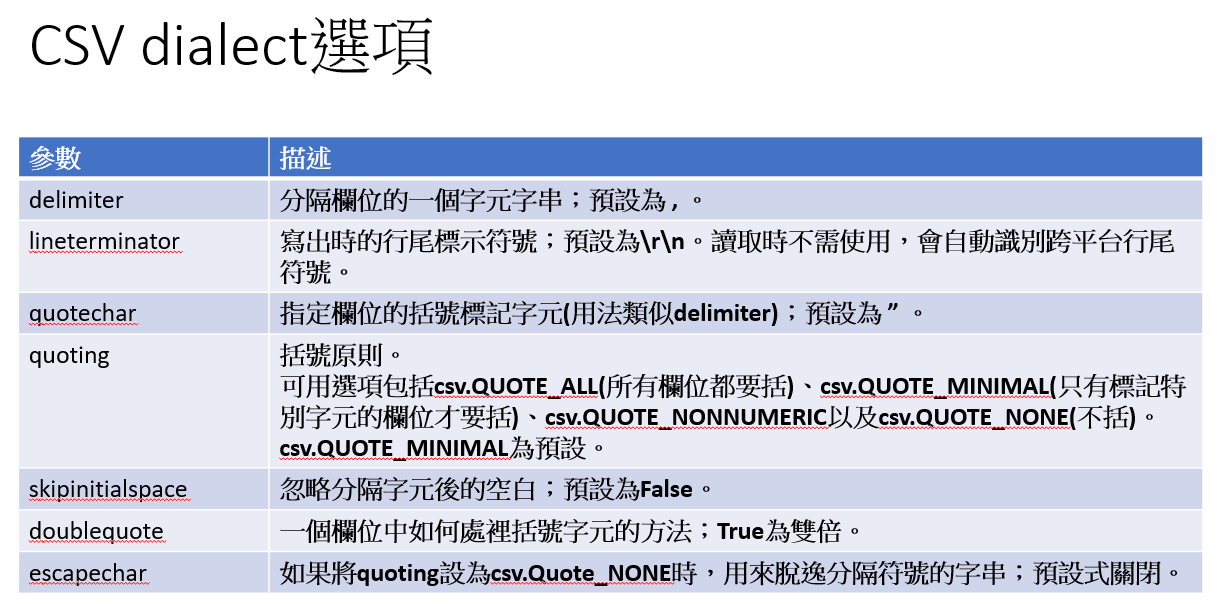 CSV dialect選項
參數 描述
delimiter 分隔欄位的一個字元字串；預設為 , 。
lineterminator 寫出時的行尾標示符號；預設為\r\n。讀取時不需使用，會自動識別跨平台行尾
符號。
quotechar 指定欄位的括號標記字元(用法類似delimiter)；預設為 ” 。
quoting 括號原則。
可用選項包括csv.QUOTE_ALL(所有欄位都要括)、csv.QUOTE_MINIMAL(只有標記特
別字元的欄位才要括)、csv.QUOTE_NONNUMERIC以及csv.QUOTE_NONE(不括)。
csv.QUOTE_MINIMAL為預設。
skipinitialspace 忽略分隔字元後的空白；預設為False。
doublequote 一個欄位中如何處裡括號字元的方法；True為雙倍。
escapechar 如果將quoting設為csv.Quote_NONE時，用來脫逸分隔符號的字串；預設式關閉。